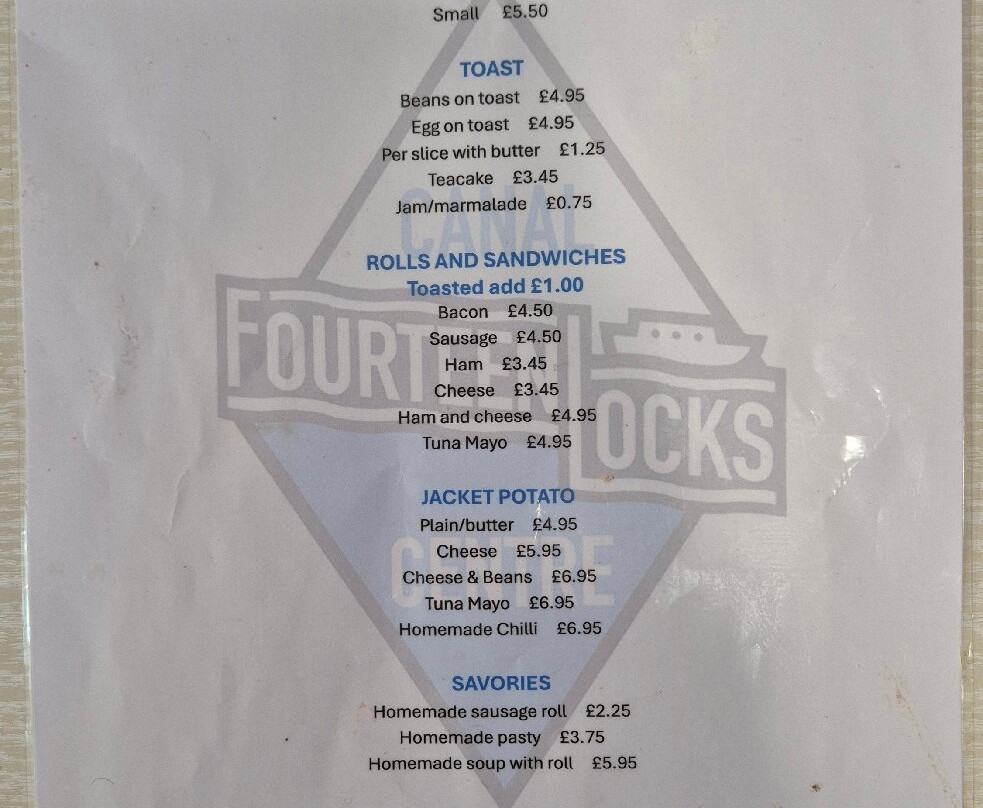 Small £5.50
TOAST
Beans on toast £4.95
Egg on toast £4.95
Per slice with butter £1.25
Teacake £3.45
Jam/marmalade £0.75
CANAL
ROLLS AND SANDWICHES
Toasted add £1.00
Bacon £4.50
Sausage £4.50
Ham £3.45
Cheese £3.45
Ham and cheese £4.95
Tuna Mayo £4.95
FOURTEEN LOCKS
JACKET POTATO
Plain/butter £4.95
Cheese £5.95
Cheese & Beans £6.95
Tuna Mayo £6.95
Homemade Chilli £6.95
CENTRE
SAVORIES
Homemade sausage roll £2.25
Homemade pasty £3.75
Homemade soup with roll £5.95